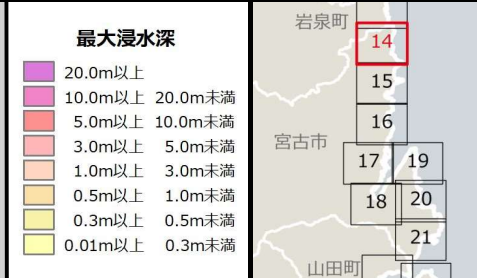 最大浸水深
20.0m以上
10.0m以上 20.0m未満
5.0m以上 10.0m未満
3.0m以上 5.0m未満
1.0m以上 3.0m未満
0.5m以上 1.0m未満
0.3m以上 0.5m未満
0.01m以上 0.3m未満
岩泉町
14
15
16
宮古市
17 19
18 20
21
山田町